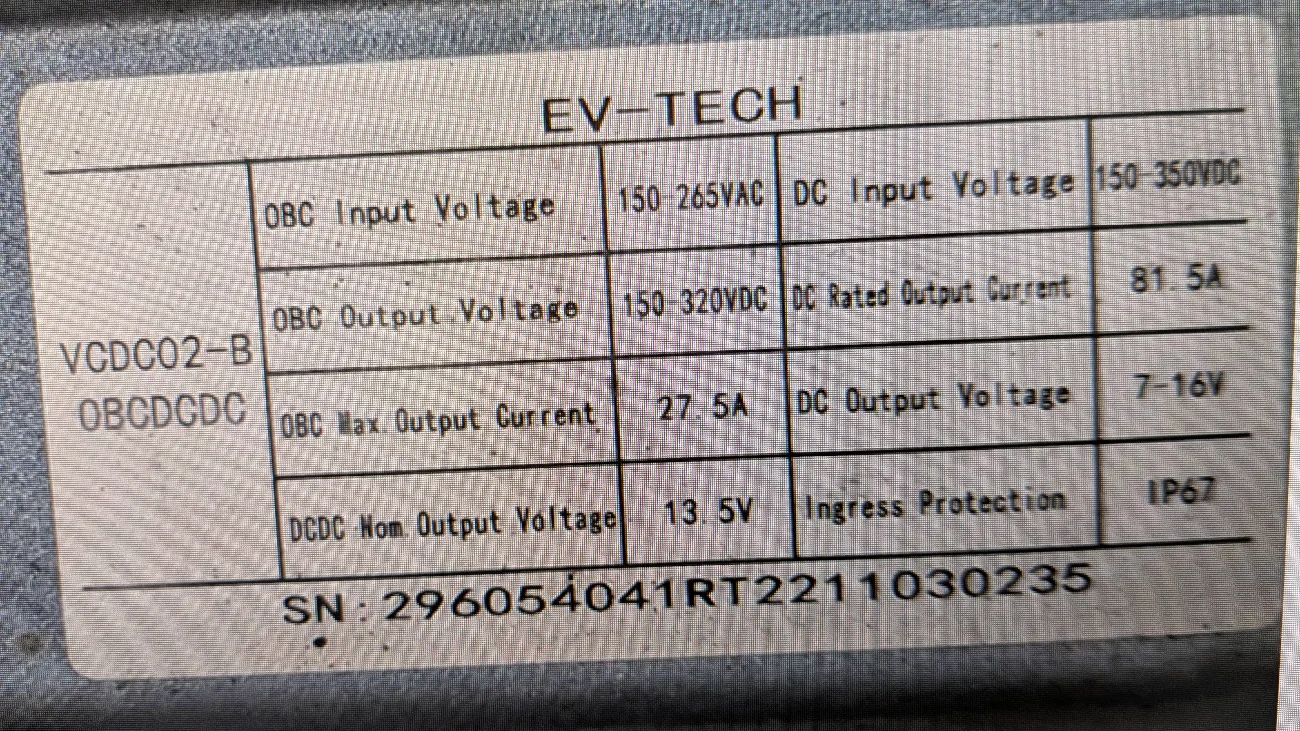 EV-TECH
VCDC02-B
OBCDCDC
OBC Input Voltage 150-265VAC DC Input Voltage 150-350VDC
OBC Output Voltage 150-320VDC DC Rated Output Current 81.5A
OBC Max.Output Current 27.5A DC Output Voltage 7-16V
DCDC Nom.Output Voltage 13.5V Ingress Protection IP67
SN:296054041RT2211030235